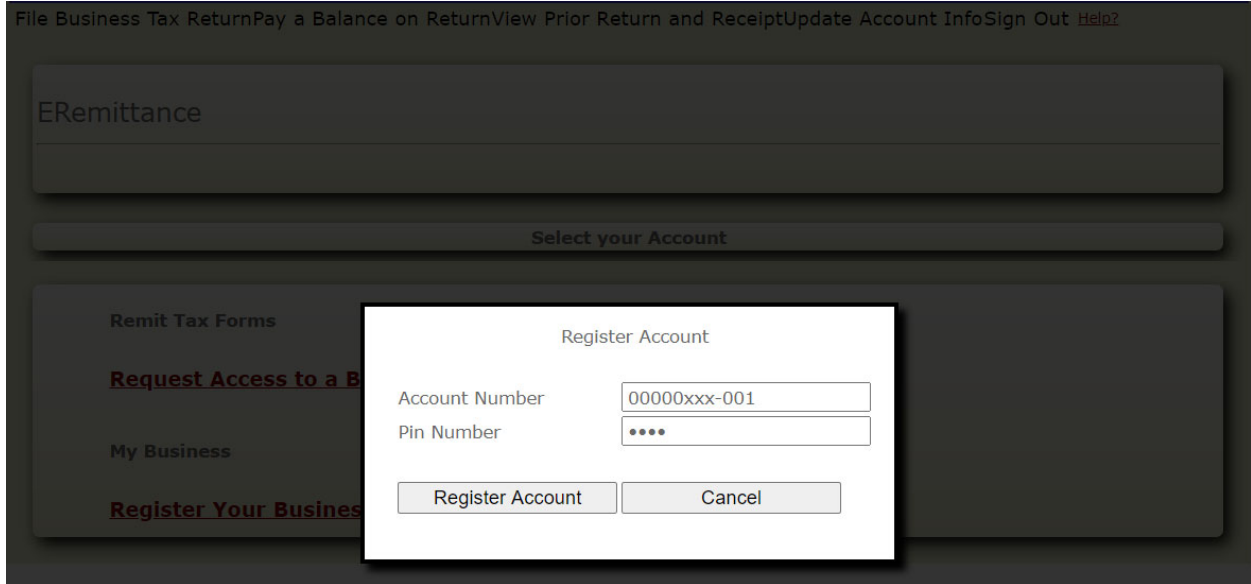 File Business Tax ReturnPay a Balance on ReturnView Prior Return and ReceiptUpdate Account InfoSign Out Help?
ERemittance
Select your Account
Remit Tax Forms
Request Access to a B
My Business
Register Your Busines
Register Account
Account Number 00000xxx-001
Pin Number ••••
Register Account Cancel